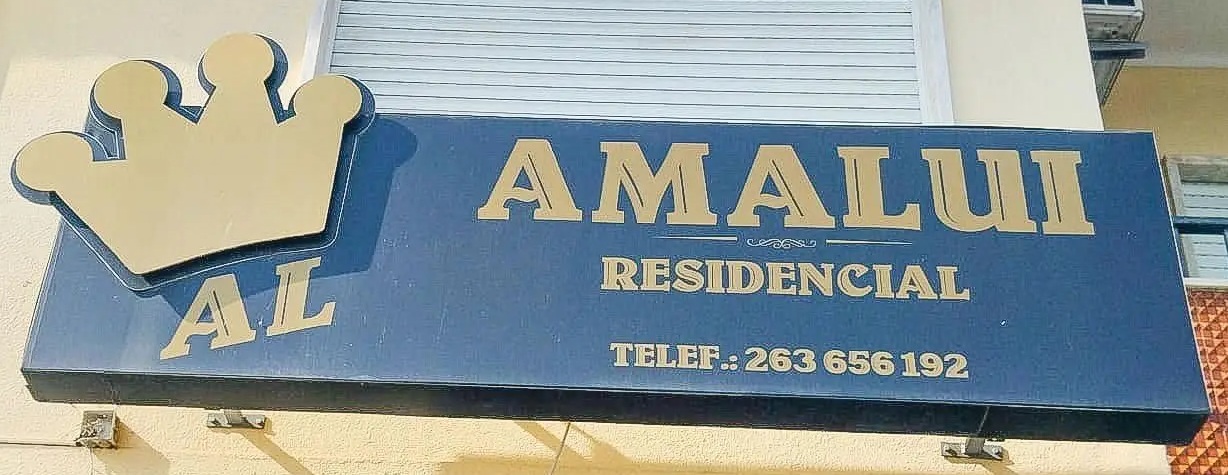 AMALUI
RESIDENCIAL
TELEF.: 263 656 192
AL